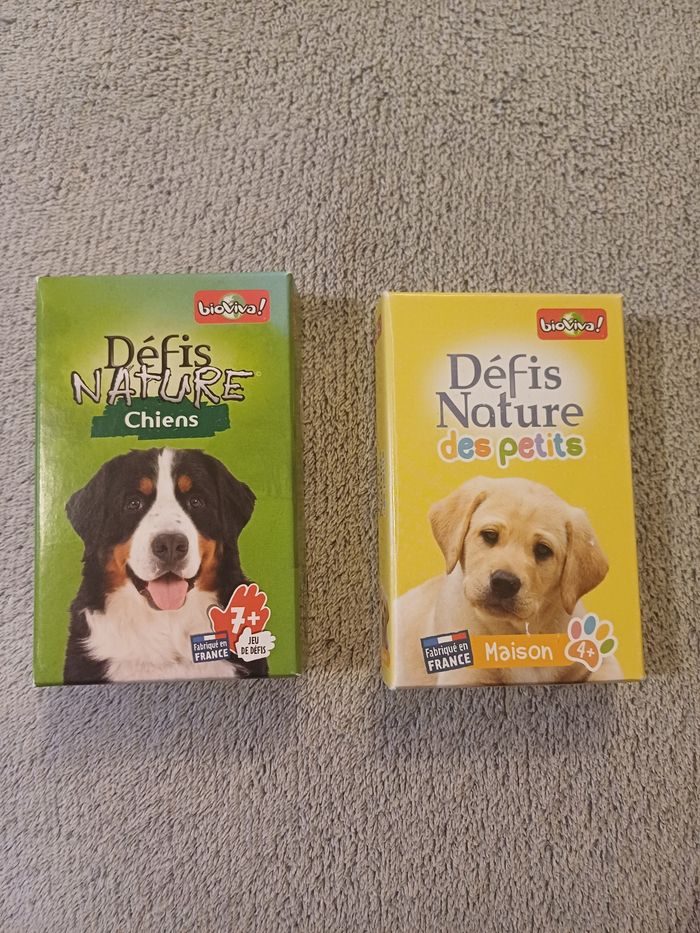 bioViva!
Défis
NATURE
Chiens
7+
JEU
DE DÉFIS
Fabriqué en
FRANCE
bioViva!
Défis
Nature
des petits
Fabriqué en
FRANCE
Maison
4+